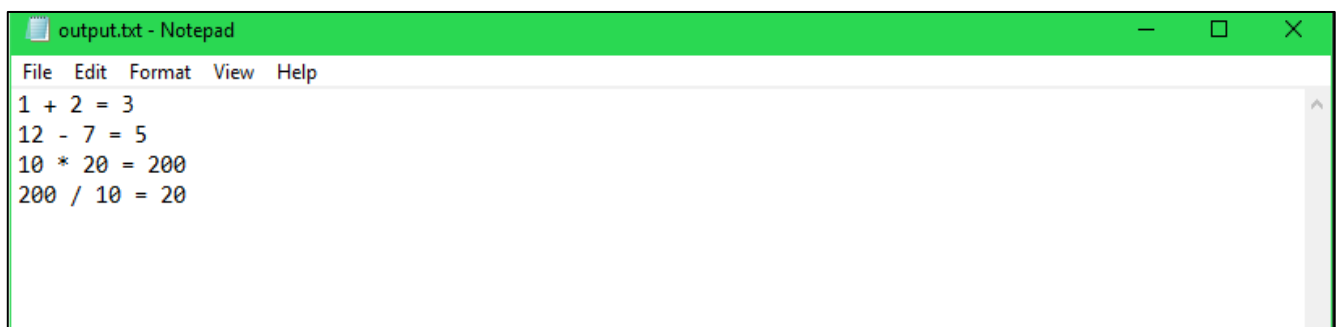 output.txt - Notepad
File Edit Format View Help
1 + 2 = 3
12 - 7 = 5
10 * 20 = 200
200 / 10 = 20